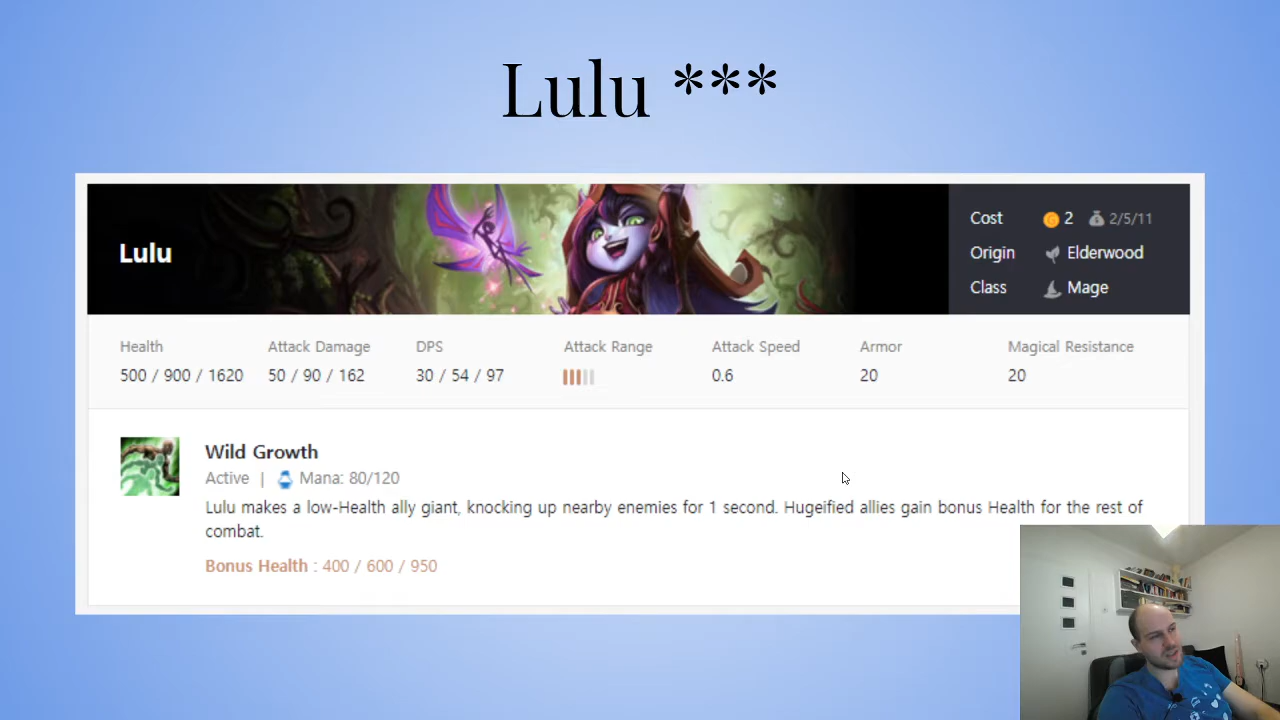 Lulu ***
Lulu
Cost 2 2/5/11
Origin Elderwood
Class Mage
Health Attack Damage DPS Attack Range Attack Speed Armor Magical Resistance
500 / 900 / 1620 50 / 90 / 162 30 / 54 / 97 0.6 20 20
Wild Growth
Active | Mana: 80/120
Lulu makes a low-Health ally giant, knocking up nearby enemies for 1 second. Hugeified allies gain bonus Health for the rest of
combat.
Bonus Health : 400 / 600 / 950